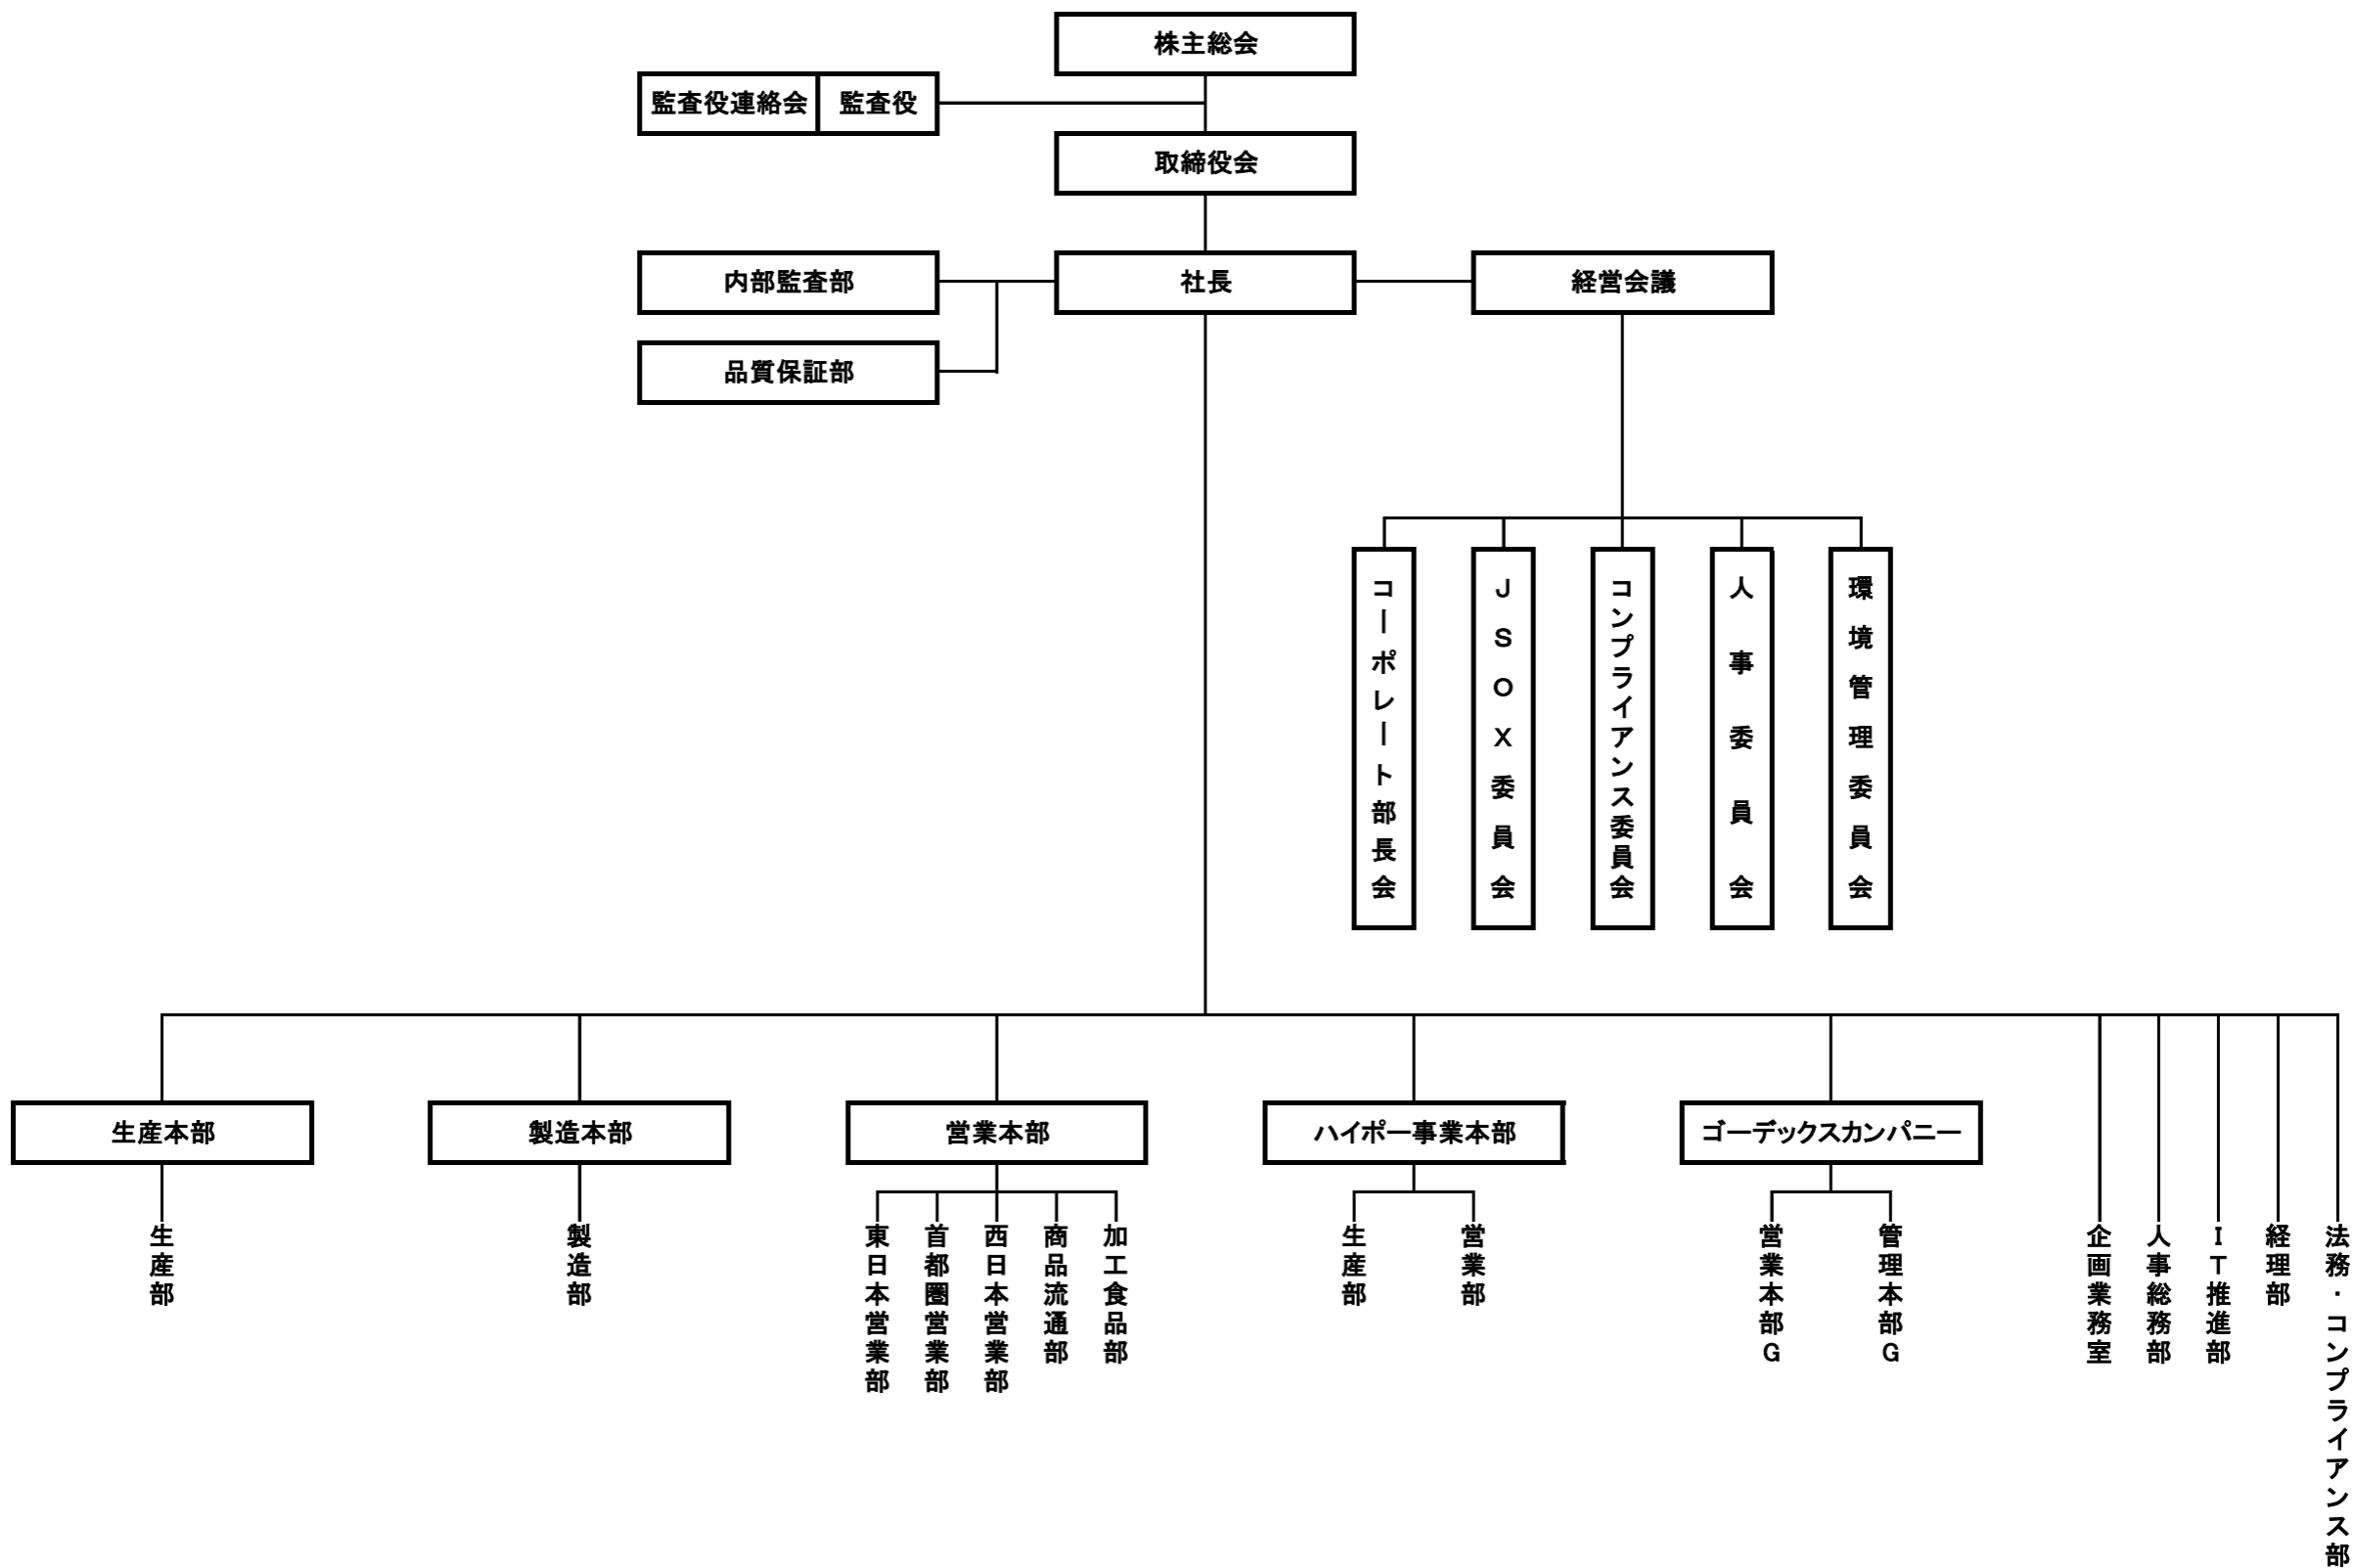 株主総会
監査役連絡会
監査役
取締役会
内部監査部
社長
経営会議
品質保証部
コーポレート部長会
ＪＳＯＸ委員会
コンプライアンス委員会
人事委員会
環境管理委員会
生産本部
製造本部
営業本部
ハイポー事業本部
ゴーデックスカンパニー
生産部
製造部
東日本営業部
首都圏営業部
西日本営業部
商品流通部
加工食品部
生産部
営業部
営業本部Ｇ
管理本部Ｇ
企画業務室
人事総務部
ＩＴ推進部
経理部
法務・コンプライアンス部